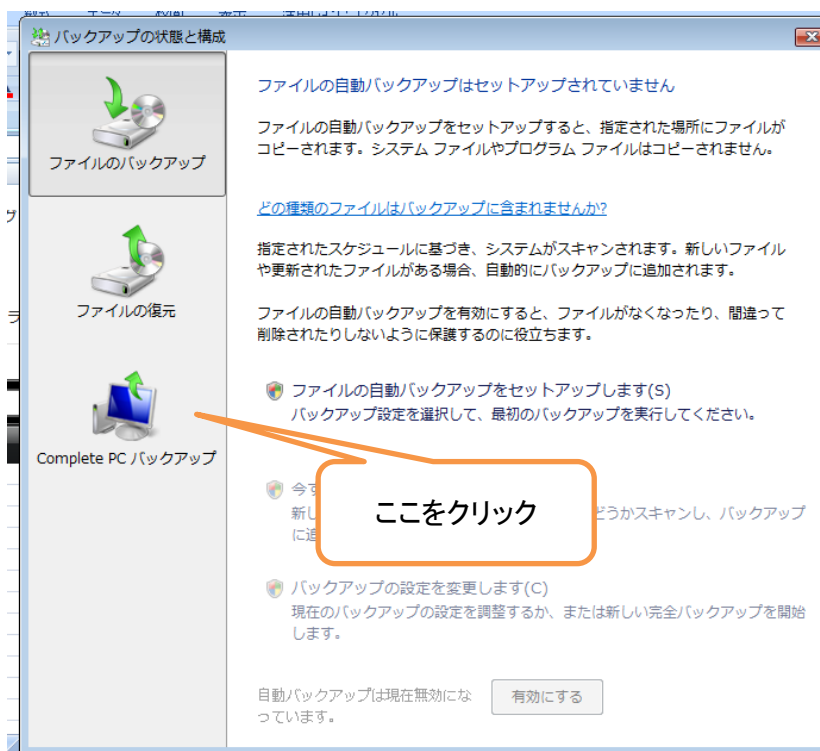 バックアップの状態と構成
ファイルのバックアップ
ファイルの復元
Complete PC バックアップ
ファイルの自動バックアップはセットアップされていません
ファイルの自動バックアップをセットアップすると、指定された場所にファイルが
コピーされます。システム ファイルやプログラム ファイルはコピーされません。
どの種類のファイルはバックアップに含まれませんか?
指定されたスケジュールに基づき、システムがスキャンされます。新しいファイル
や更新されたファイルがある場合、自動的にバックアップに追加されます。
ファイルの自動バックアップを有効にすると、ファイルがなくなったり、間違って
削除されたりしないように保護するのに役立ちます。
ファイルの自動バックアップをセットアップします(S)
バックアップ設定を選択して、最初のバックアップを実行してください。
ここをクリック
今す
新し どうかスキャンし、バックアップ
に追
バックアップの設定を変更します(C)
現在のバックアップの設定を調整するか、または新しい完全バックアップを開始
します。
自動バックアップは現在無効にな
っています。
有効にする